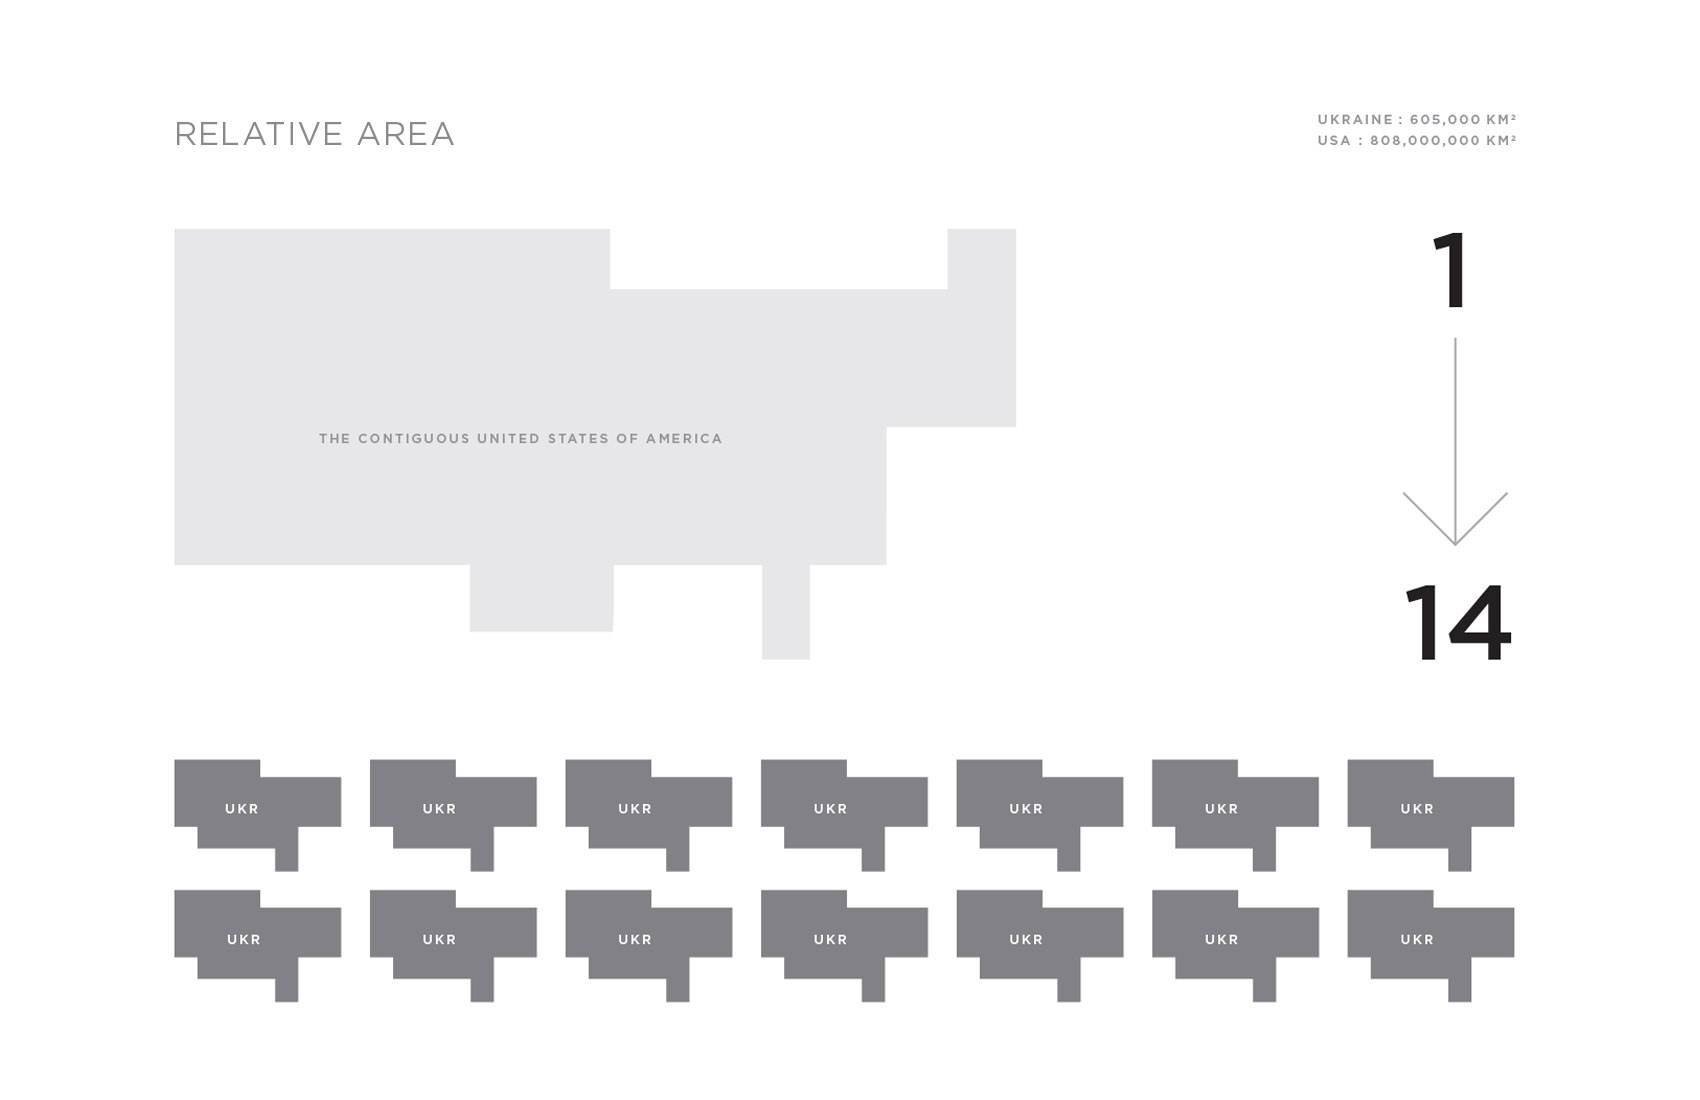 RELATIVE AREA
UKRAINE : 605,000 KM²
USA : 808,000,000 KM²
1
THE CONTIGUOUS UNITED STATES OF AMERICA
14
UKR UKR UKR UKR UKR UKR UKR
UKR UKR UKR UKR UKR UKR UKR